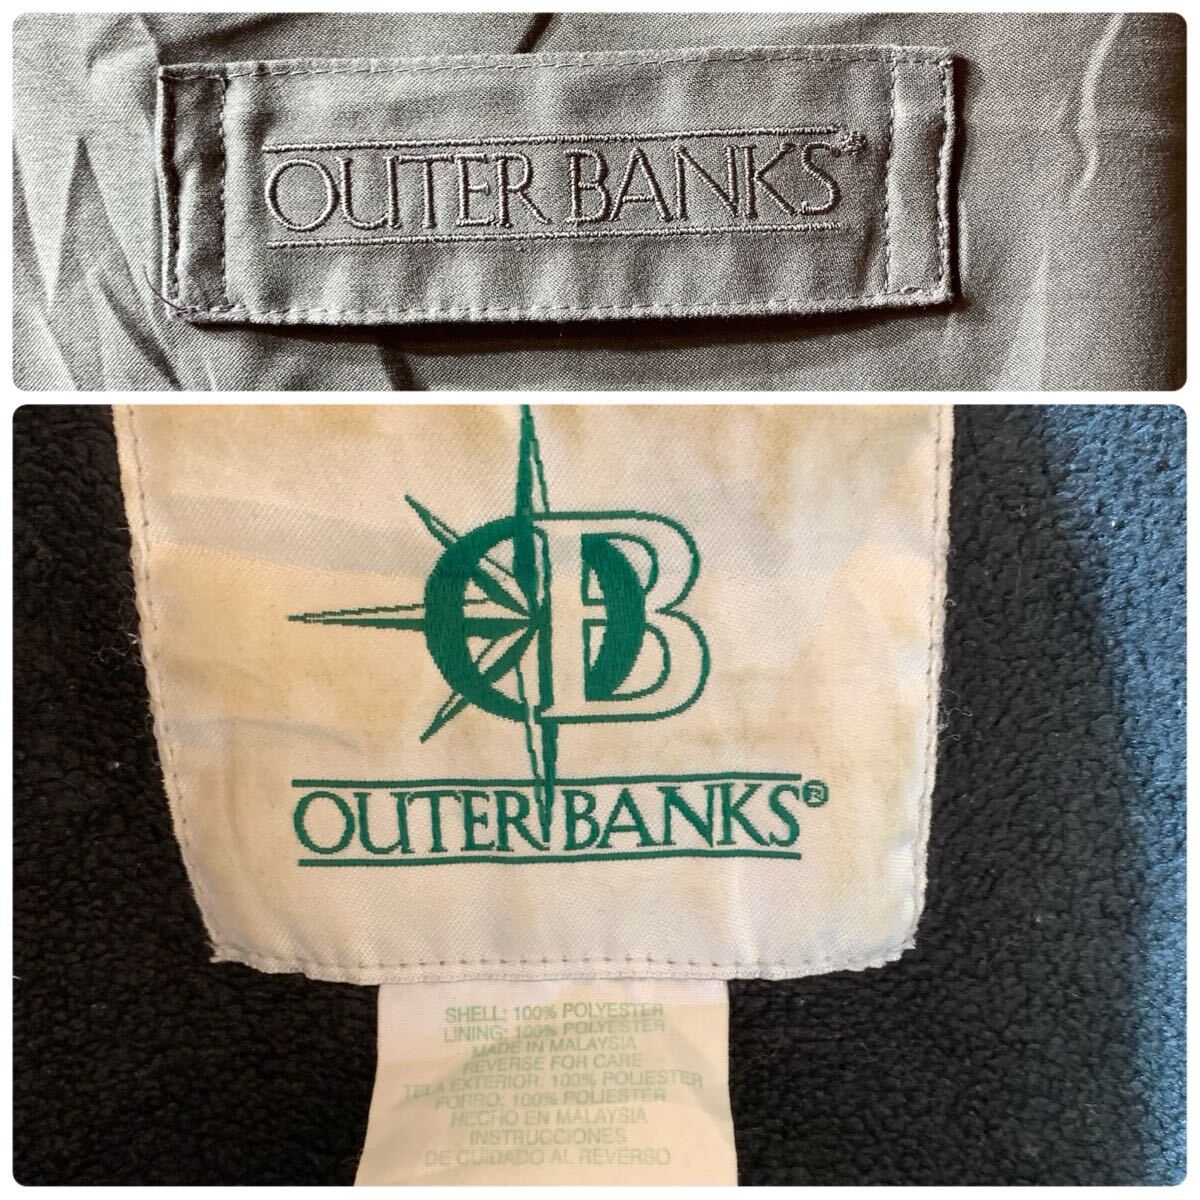 OUTER BANKS®
OB
OUTER BANKS®
SHELL: 100% POLYESTER
LINING: 100% POLYESTER
MADE IN MALAYSIA
REVERSE FOR CARE
TELA EXTERIOR: 100% POLIESTER
FORRO: 100% POLIESTER
HECHO EN MALAYSIA
INSTRUCCIONES
DE CUIDADO AL REVERSO